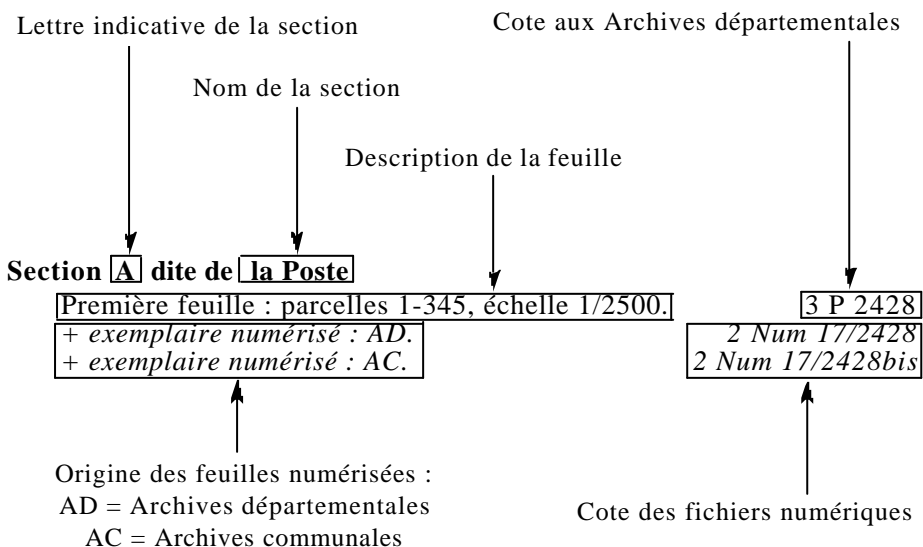 Lettre indicative de la section
Cote aux Archives départementales
Nom de la section
Description de la feuille
Section A dite de la Poste
Première feuille : parcelles 1-345, échelle 1/2500. 3 P 2428
+ exemplaire numérisé : AD. 2 Num 17/2428
+ exemplaire numérisé : AC. 2 Num 17/2428bis
Origine des feuilles numérisées :
AD = Archives départementales
AC = Archives communales
Cote des fichiers numériques